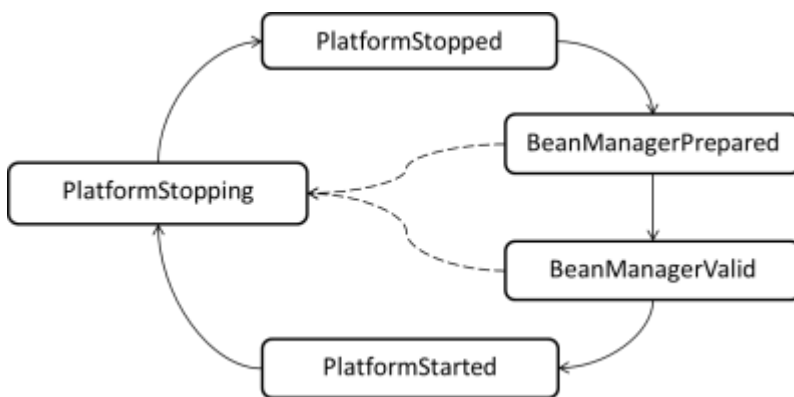 PlatformStopped
BeanManagerPrepared
PlatformStopping
BeanManagerValid
PlatformStarted